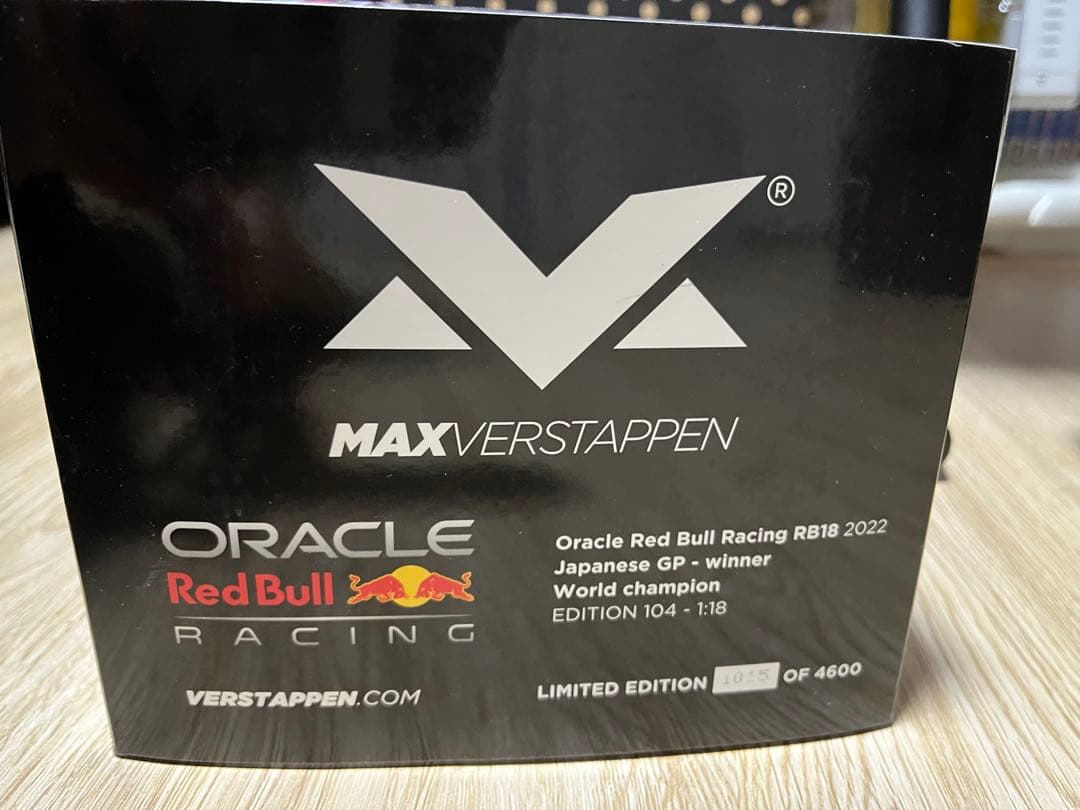 ®
MAXVERSTAPPEN
ORACLE
Red Bull
RACING
Oracle Red Bull Racing RB18 2022
Japanese GP - winner
World champion
EDITION 104 - 1:18
VERSTAPPEN.COM
LIMITED EDITION OF 4600